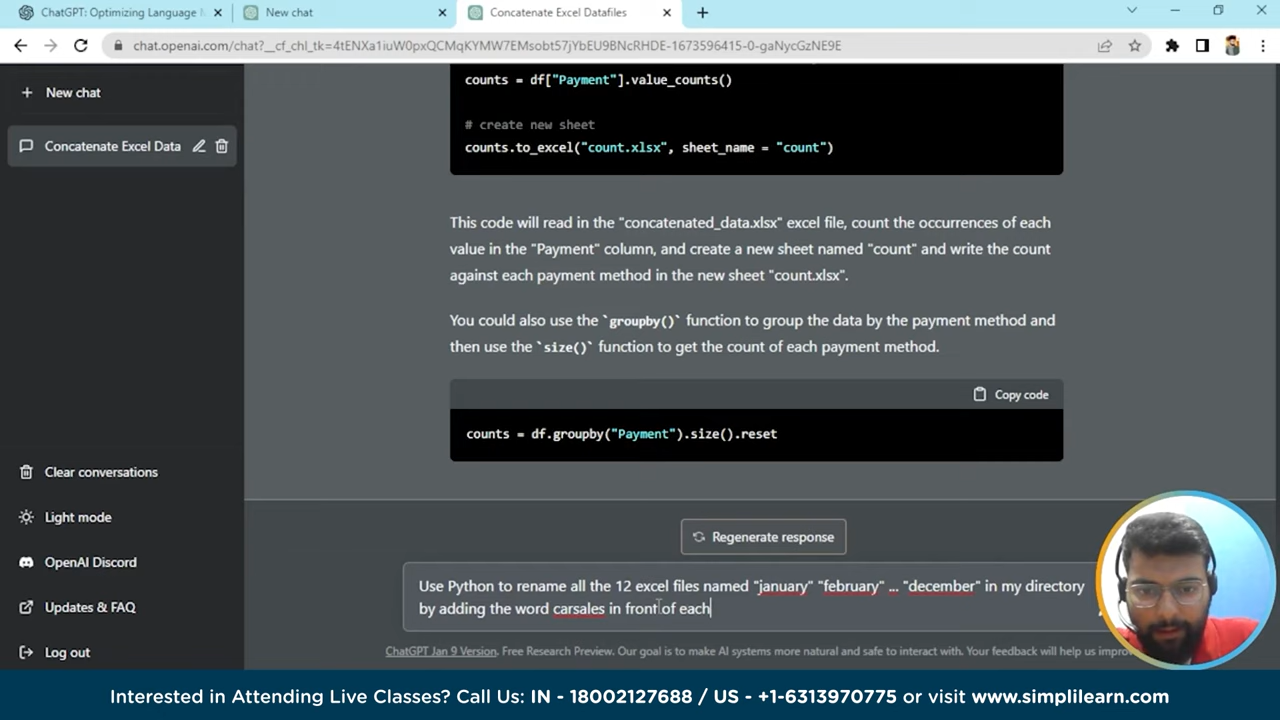 ChatGPT: Optimizing Language M
New chat
Concatenate Excel Datafiles
chat.openai.com/chat?__cf_chl_tk=4tENXa1iuW0pxQCMqKYMW7EMsobt57jYbEU9BNcRHDE-1673596415-0-gaNycGzNE9E
New chat
Concatenate Excel Data
Clear conversations
Light mode
OpenAI Discord
Updates & FAQ
Log out
counts = df["Payment"].value_counts()
# create new sheet
counts.to_excel("count.xlsx", sheet_name = "count")
This code will read in the "concatenated_data.xlsx" excel file, count the occurrences of each
value in the "Payment" column, and create a new sheet named "count" and write the count
against each payment method in the new sheet "count.xlsx".
You could also use the `groupby()` function to group the data by the payment method and
then use the `size()` function to get the count of each payment method.
Copy code
counts = df.groupby("Payment").size().reset
Regenerate response
Use Python to rename all the 12 excel files named "january" "february" ... "december" in my directory
by adding the word carsales in front of each
ChatGPT Jan 9 Version. Free Research Preview. Our goal is to make AI systems more natural and safe to interact with. Your feedback will help us improv
Interested in Attending Live Classes? Call Us: IN - 18002127688 / US - +1-6313970775 or visit www.simplilearn.com